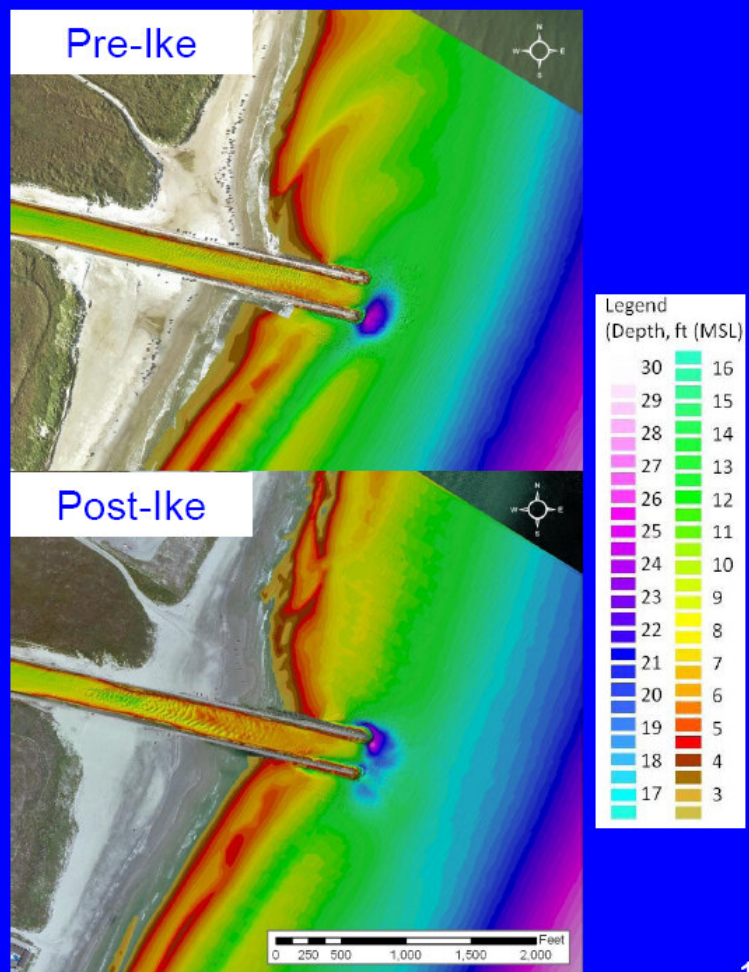 Pre-Ike
N
W E
S
Legend
(Depth, ft (MSL)
30 16
29 15
28 14
27 13
26 12
25 11
24 10
23 9
22 8
21 7
20 6
19 5
18 4
17 3
Post-Ike
N
W E
S
Feet
0 250 500 1,000 1,500 2,000